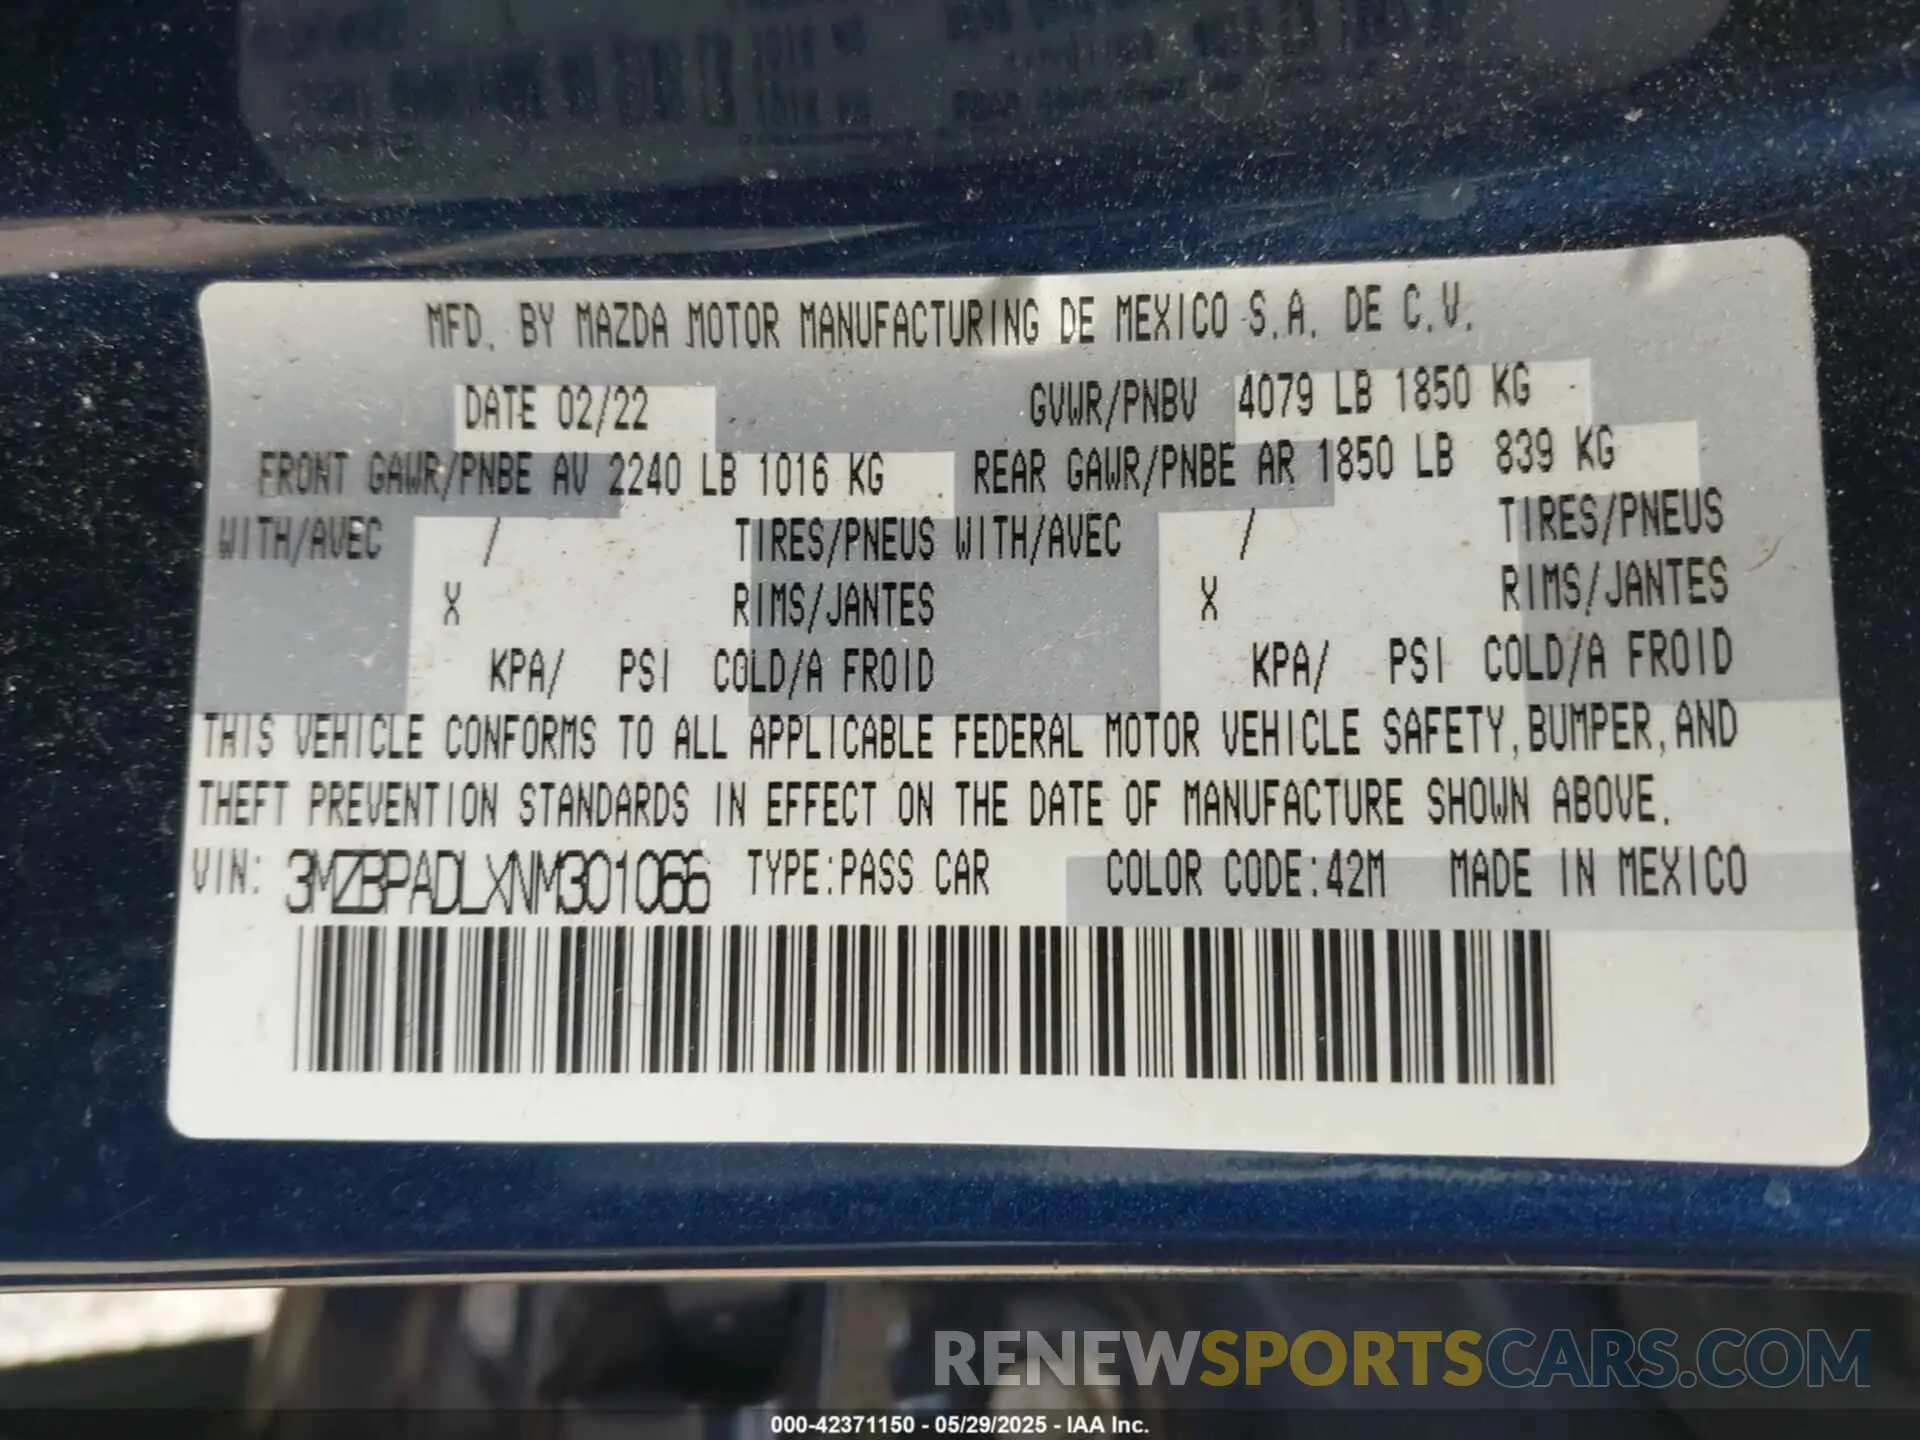 MFD. BY MAZDA MOTOR MANUFACTURING DE MEXICO S.A. DE C.V.
DATE 02/22 GVWR/PNBV 4079 LB 1850 KG
FRONT GAWR/PNBE AV 2240 LB 1016 KG REAR GAWR/PNBE AR 1850 LB 839 KG
WITH/AVEC / TIRES/PNEUS WITH/AVEC / TIRES/PNEUS
X RIMS/JANTES X RIMS/JANTES
KPA/ PSI COLD/A FROID KPA/ PSI COLD/A FROID
THIS VEHICLE CONFORMS TO ALL APPLICABLE FEDERAL MOTOR VEHICLE SAFETY, BUMPER, AND
THEFT PREVENTION STANDARDS IN EFFECT ON THE DATE OF MANUFACTURE SHOWN ABOVE.
VIN: 3MZBPADLXNM301066 TYPE:PASS CAR COLOR CODE:42M MADE IN MEXICO
RENEWSPORTSCARS.COM
000-42371150 - 05/29/2025 - IAA Inc.